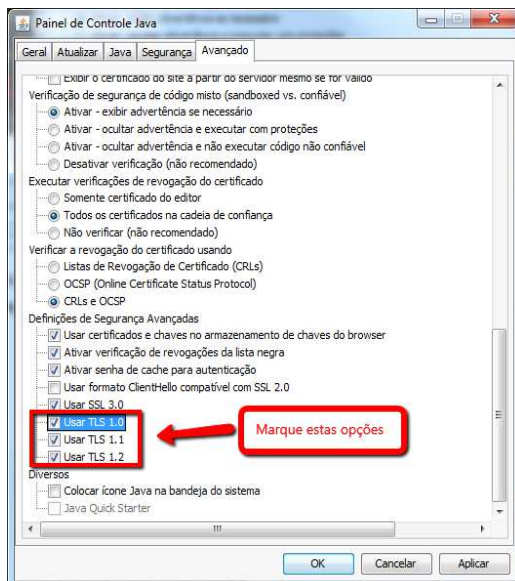 Painel de Controle Java
Geral Atualizar Java Segurança Avançado
Exibir o certificado do site a partir do servidor mesmo se for válido
Verificação de segurança de código misto (sandboxed vs. confiável)
Ativar - exibir advertência se necessário
Ativar - ocultar advertência e executar com proteções
Ativar - ocultar advertência e não executar código não confiável
Desativar verificação (não recomendado)
Executar verificações de revogação do certificado
Somente certificado do editor
Todos os certificados na cadeia de confiança
Não verificar (não recomendado)
Verificar a revogação do certificado usando
Listas de Revogação de Certificado (CRLs)
OCSP (Online Certificate Status Protocol)
CRLs e OCSP
Definições de Segurança Avançadas
Usar certificados e chaves no armazenamento de chaves do browser
Ativar verificação de revogações da lista negra
Ativar senha de cache para autenticação
Usar formato ClientHello compatível com SSL 2.0
Usar SSL 3.0
Usar TLS 1.0
Marque estas opções
Usar TLS 1.1
Usar TLS 1.2
Diversos
Colocar ícone Java na bandeja do sistema
Java Quick Starter
OK Cancelar Aplicar